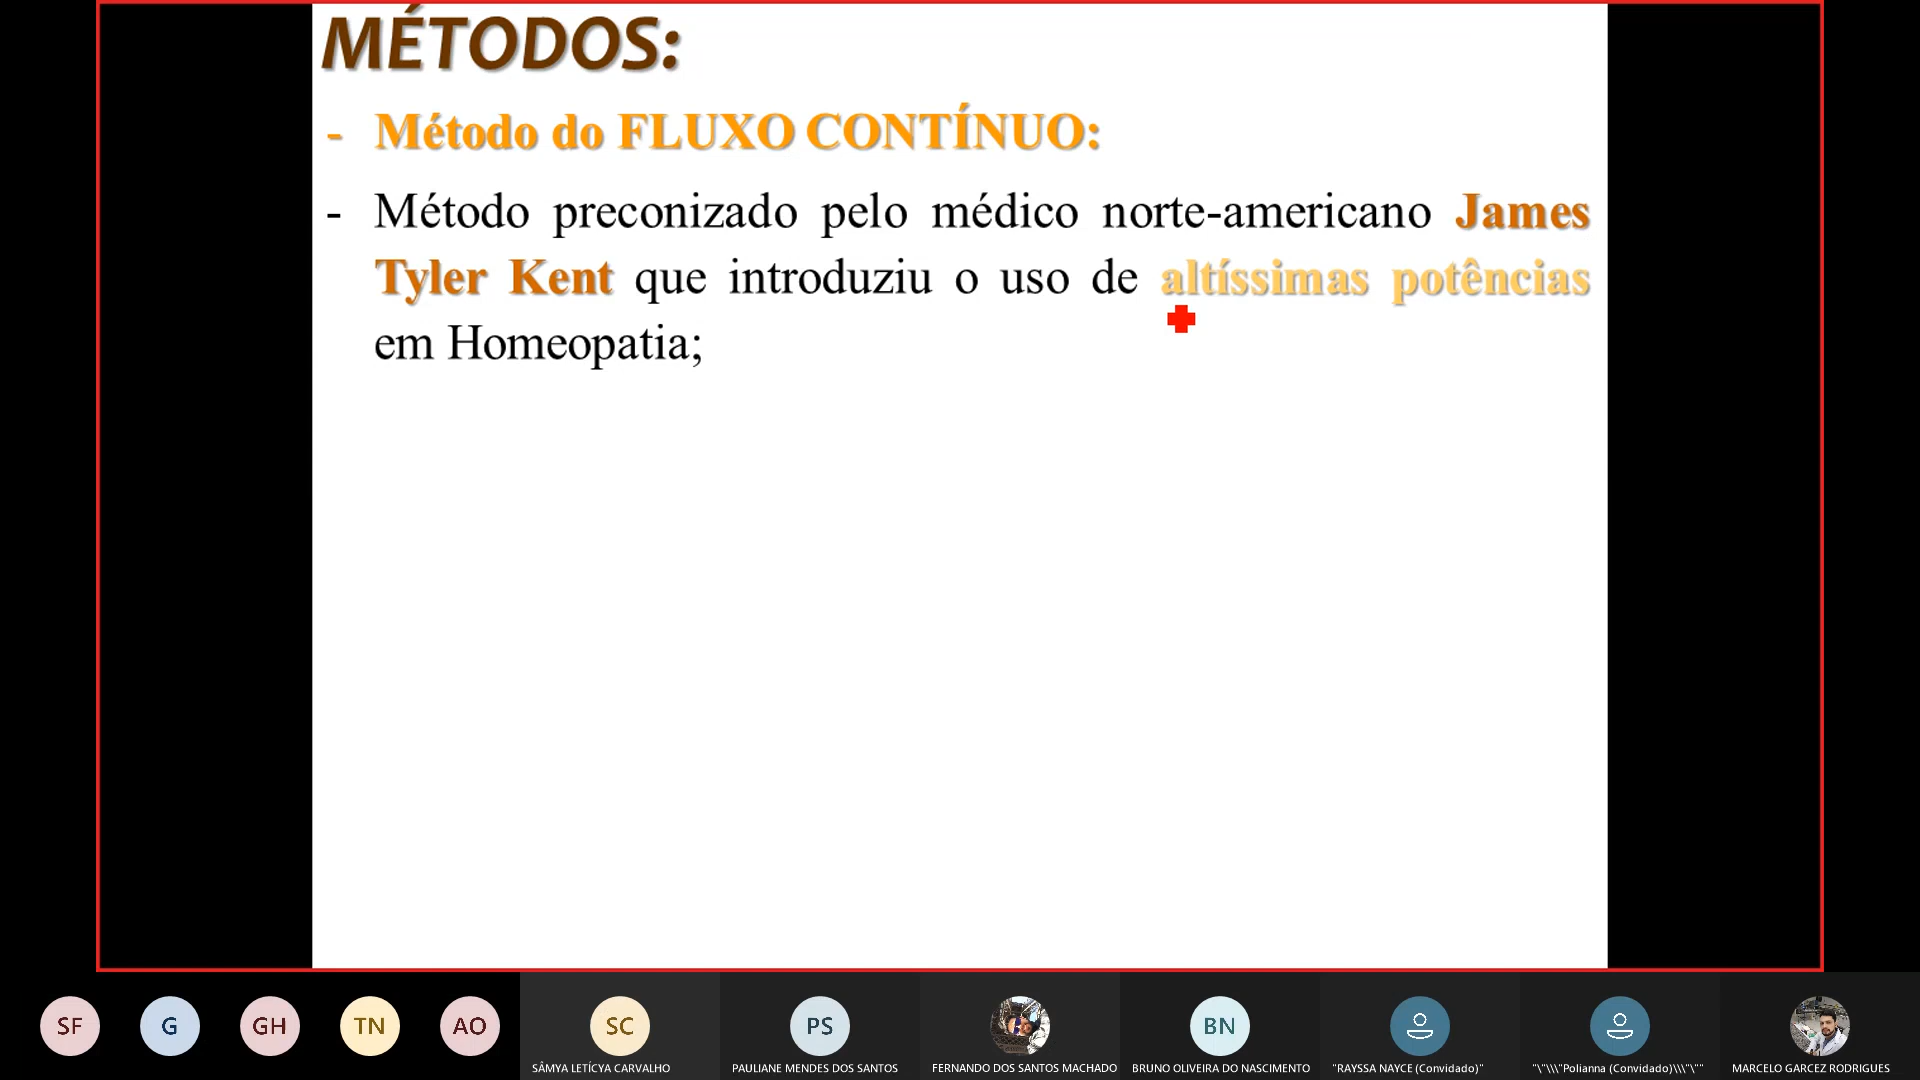 MÉTODOS:
- Método do FLUXO CONTÍNUO:
- Método preconizado pelo médico norte-americano James
Tyler Kent que introduziu o uso de altíssimas potências
em Homeopatia;
SF G GH TN AO SC PS BN
SÂMYA LETÍCYA CARVALHO PAULIANE MENDES DOS SANTOS FERNANDO DOS SANTOS MACHADO BRUNO OLIVEIRA DO NASCIMENTO "RAYSSA NAYCE (Convidado)" "\"\\\"Polianna (Convidado)\\\"\"" MARCELO GARCEZ RODRIGUES